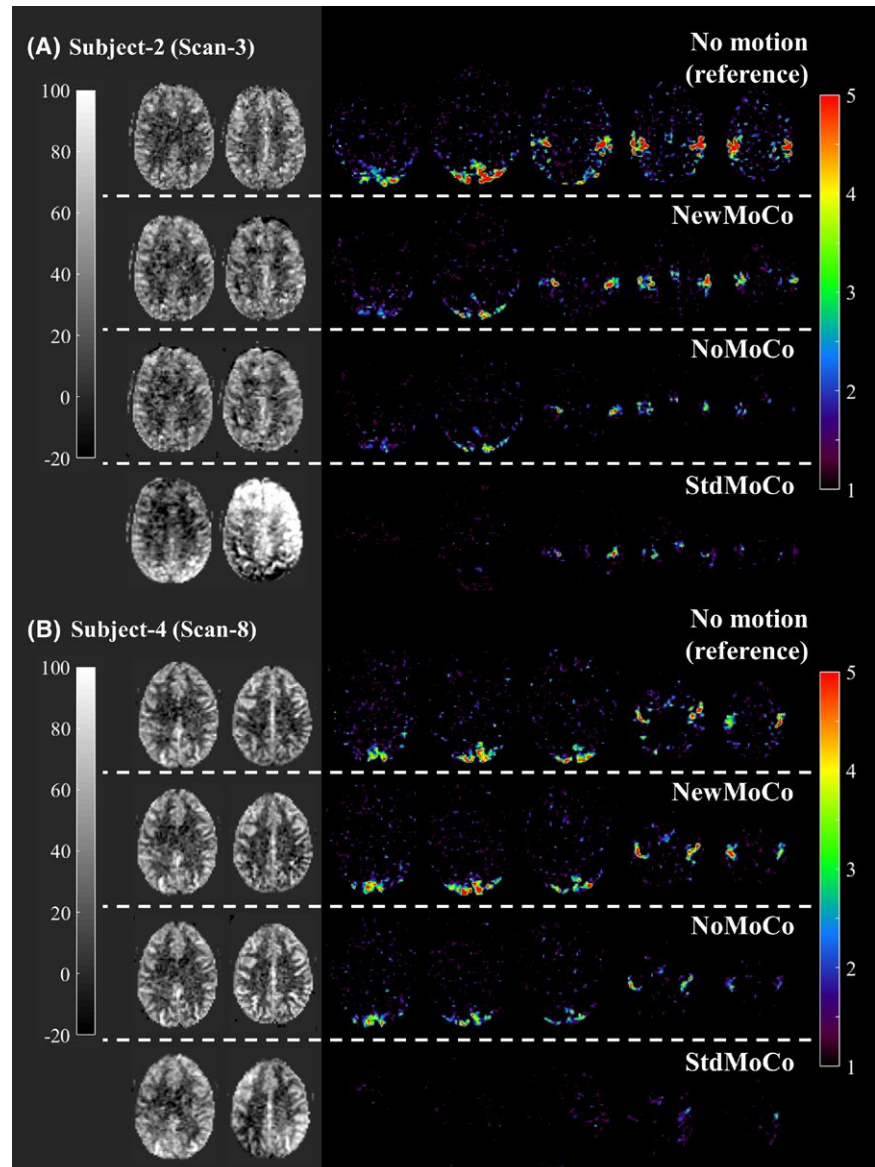 (A) Subject-2 (Scan-3)
No motion
(reference)
100
80
60
40
20
0
-20
5
4
3
2
1
NewMoCo
NoMoCo
StdMoCo
(B) Subject-4 (Scan-8)
No motion
(reference)
100
80
60
40
20
0
-20
5
4
3
2
1
NewMoCo
NoMoCo
StdMoCo